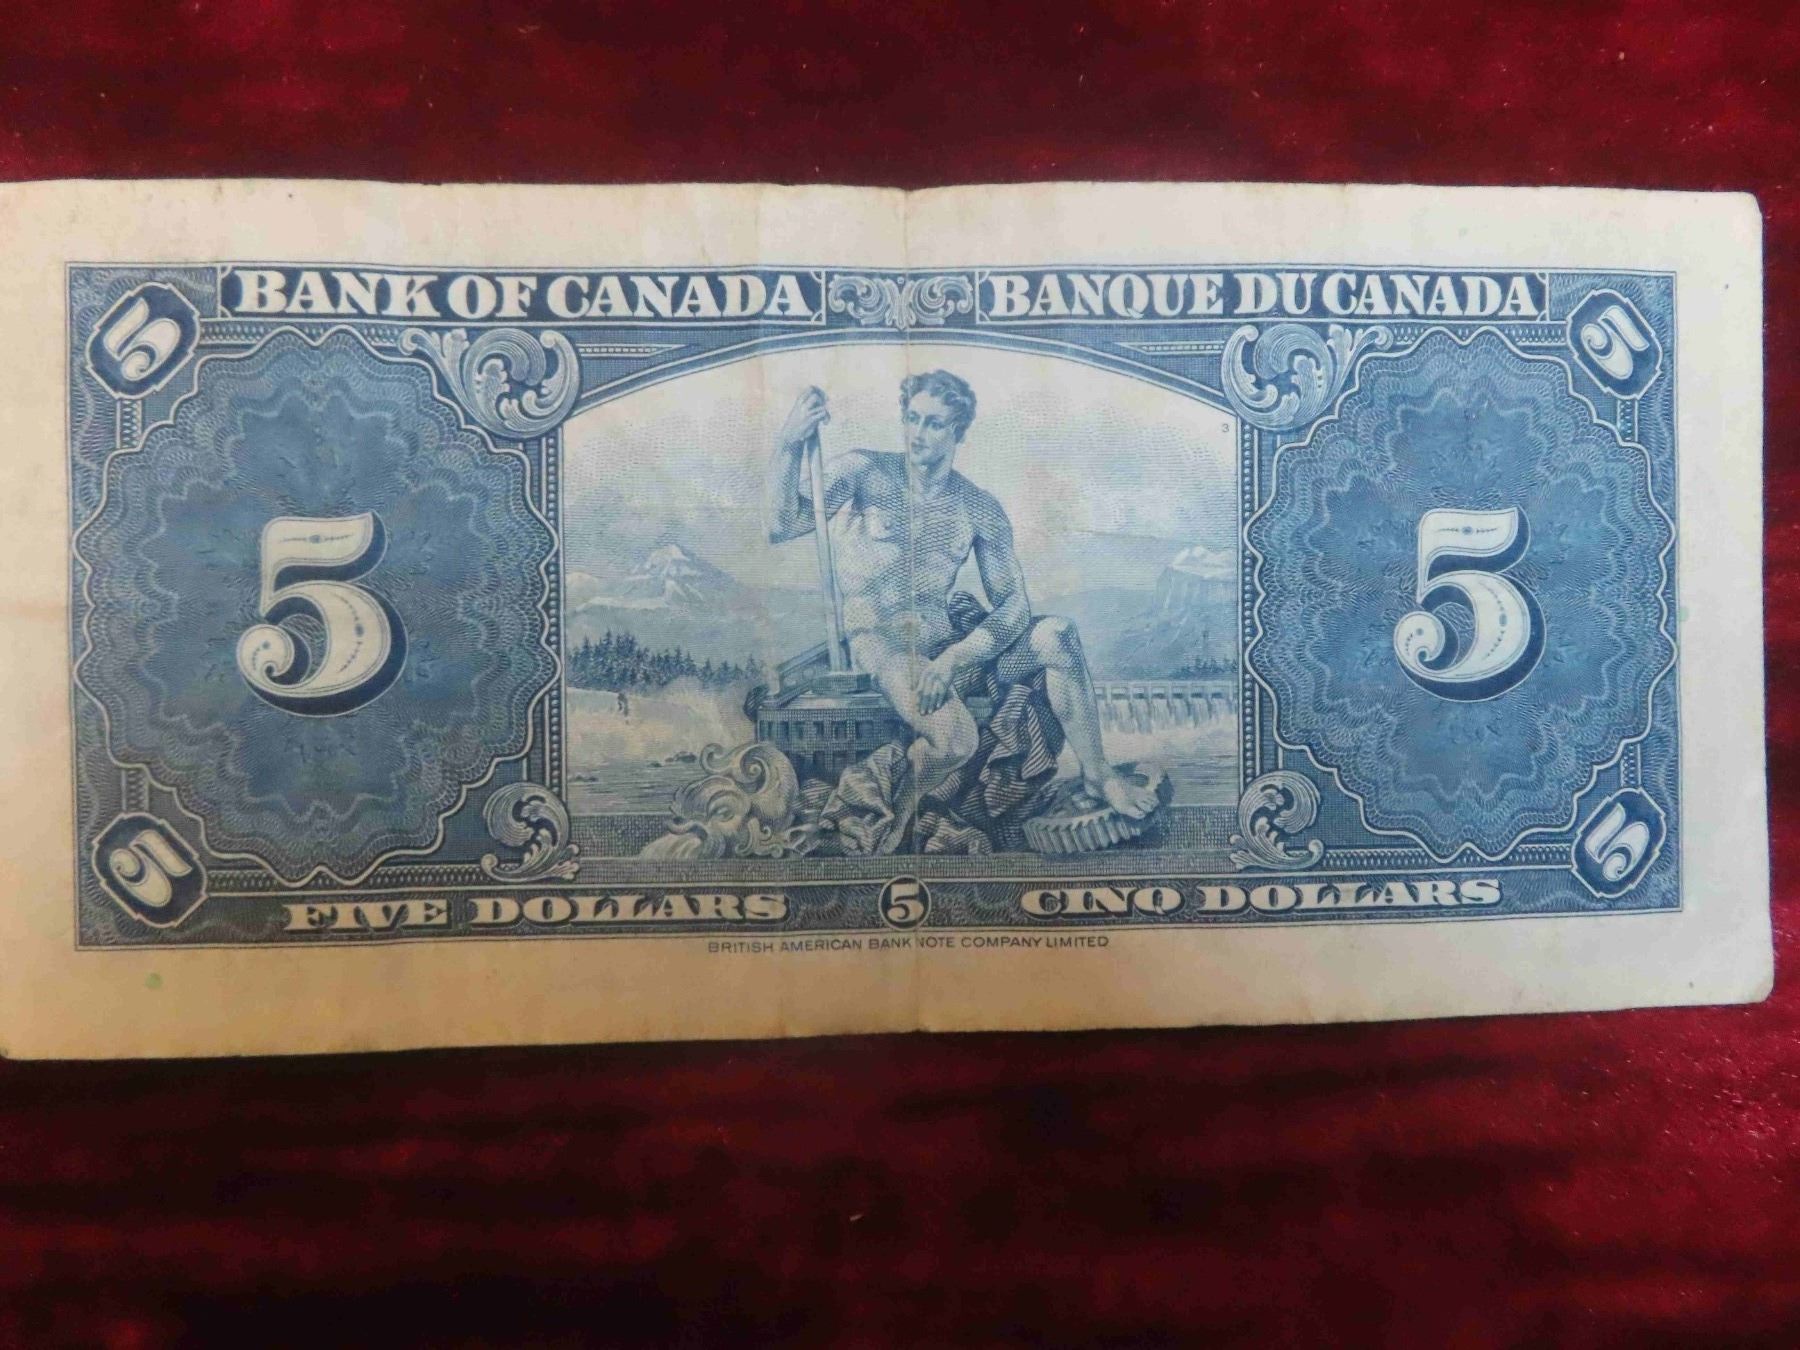 BANK OF CANADA BANQUE DU CANADA
5 5
3
5 5
5 5
FIVE DOLLARS 5 CINQ DOLLARS
BRITISH AMERICAN BANK NOTE COMPANY LIMITED